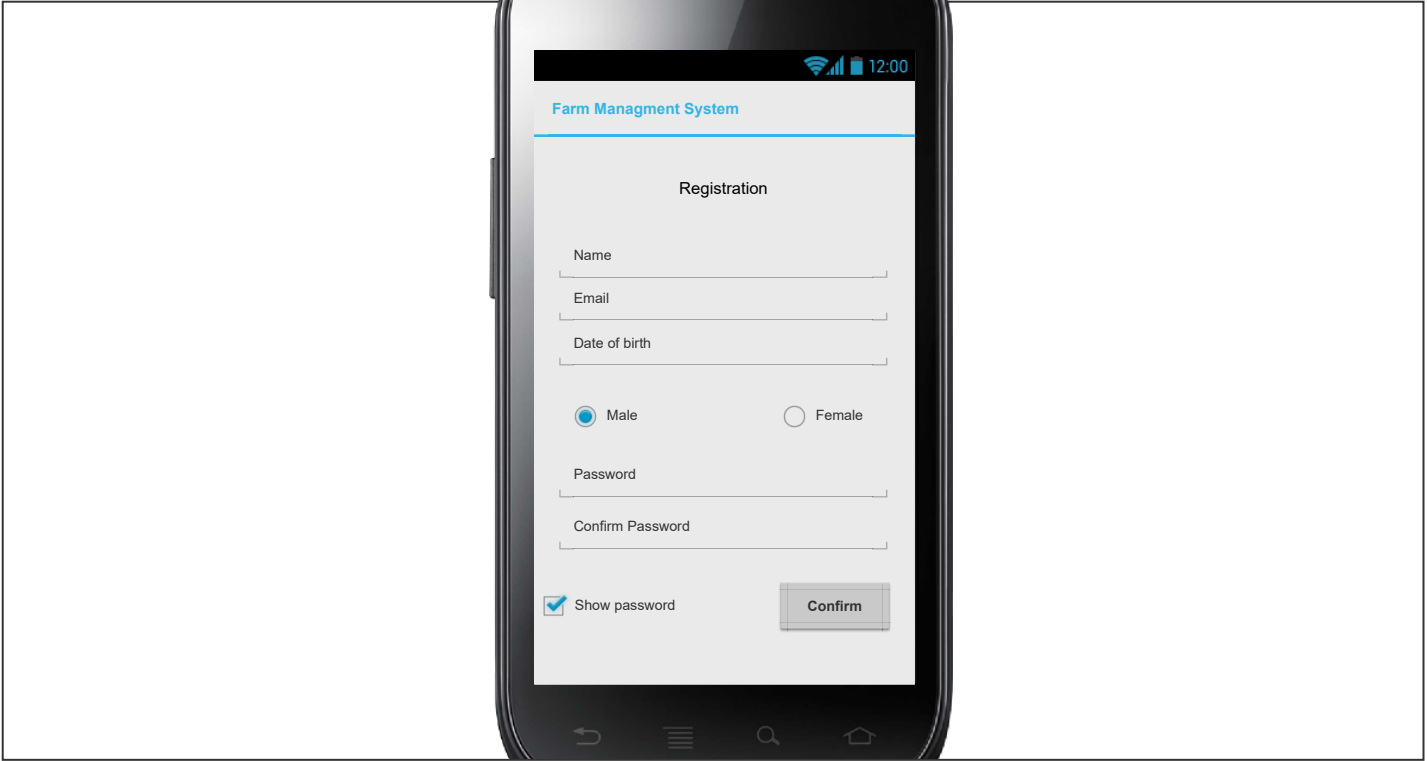 12:00
Farm Managment System
Registration
Name
Email
Date of birth
Male Female
Password
Confirm Password
Show password Confirm